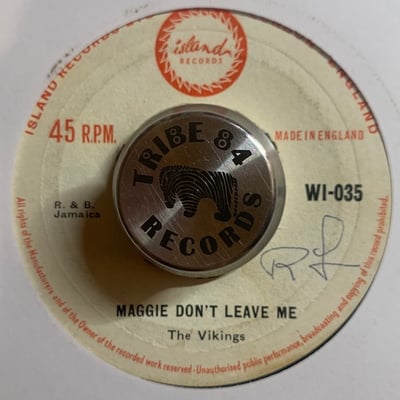 island
RECORDS
ISLAND RECORDS
ENGLAND
45 R.P.M.
MADE IN ENGLAND
TRIBE 84
RECORDS
R. & B.
Jamaica
WI-035
MAGGIE DON'T LEAVE ME
The Vikings
All rights of the Manufacturers and of the Owner of the recorded work reserved · Unauthorised public performance, broadcasting and copying of this record prohibited.